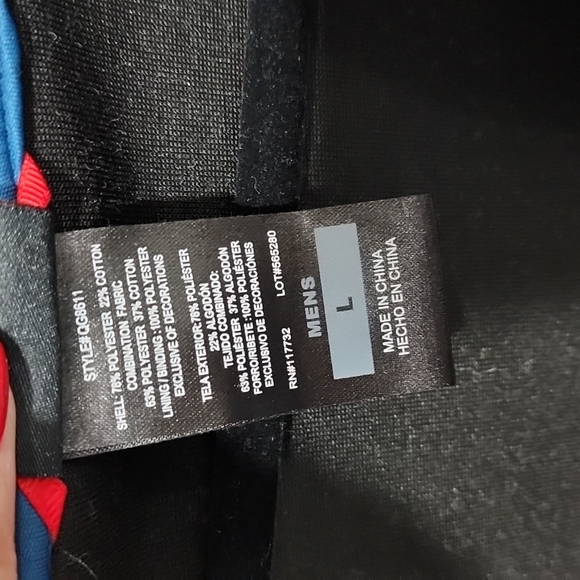 STYLE# QG8611
SHELL: 78% POLYESTER 22% COTTON
COMBINATION FABRIC
63% POLYESTER 37% COTTON
LINING / BINDING :100% POLYESTER
EXCLUSIVE OF DECORATIONS
TELA EXTERIOR: 78% POLIÉSTER
22% ALGODÓN
TEJIDO COMBINADO:
63% POLIÉSTER 37% ALGODÓN
FORRO/RIBETE :100% POLIÉSTER
EXCLUSIVO DE DECORACIÓNES
RN#117732 LOT#565280
MENS
L
MADE IN CHINA
HECHO EN CHINA